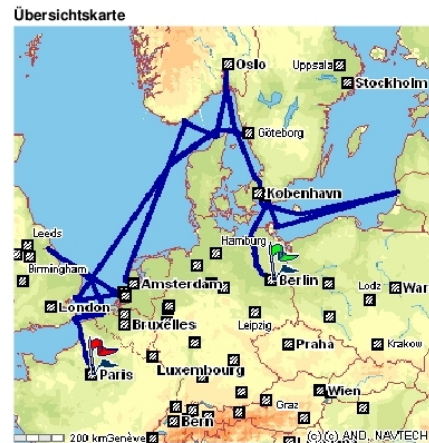 Übersichtskarte
Oslo
Uppsala
Stockholm
Göteborg
Kobenhavn
Leeds
Hamburg
Birmingham
Amsterdam
Berlin
Lodz
War
London
Bruxelles
Leipzig
Praha
Krakow
Paris
Luxembourg
Wien
Graz
Bern
200 km
Genève
(c)(c) AND, NAVTECH